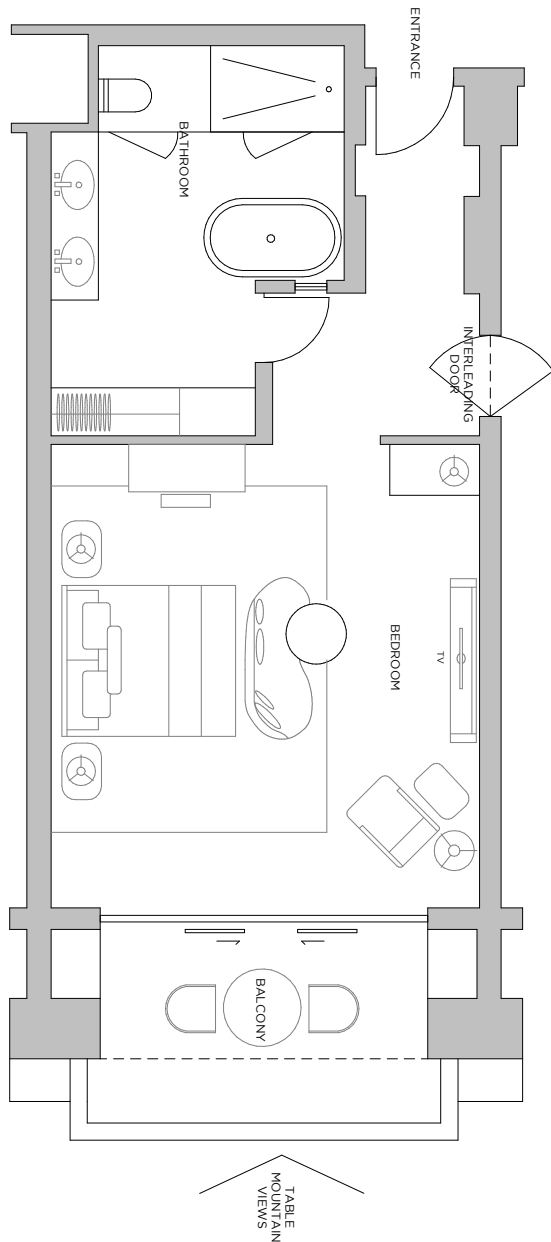 ENTRANCE
BATHROOM
INTERLEADING
DOOR
BEDROOM
TV
BALCONY
TABLE
MOUNTAIN
VIEWS